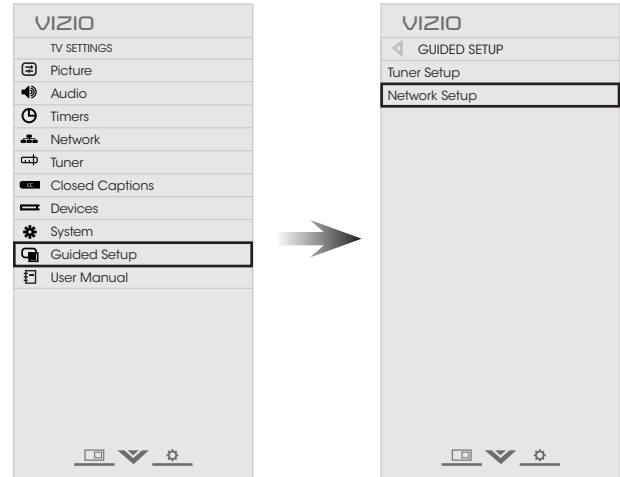 VIZIO
TV SETTINGS
Picture
Audio
Timers
Network
Tuner
CC Closed Captions
Devices
System
Guided Setup
User Manual
VIZIO
GUIDED SETUP
Tuner Setup
Network Setup